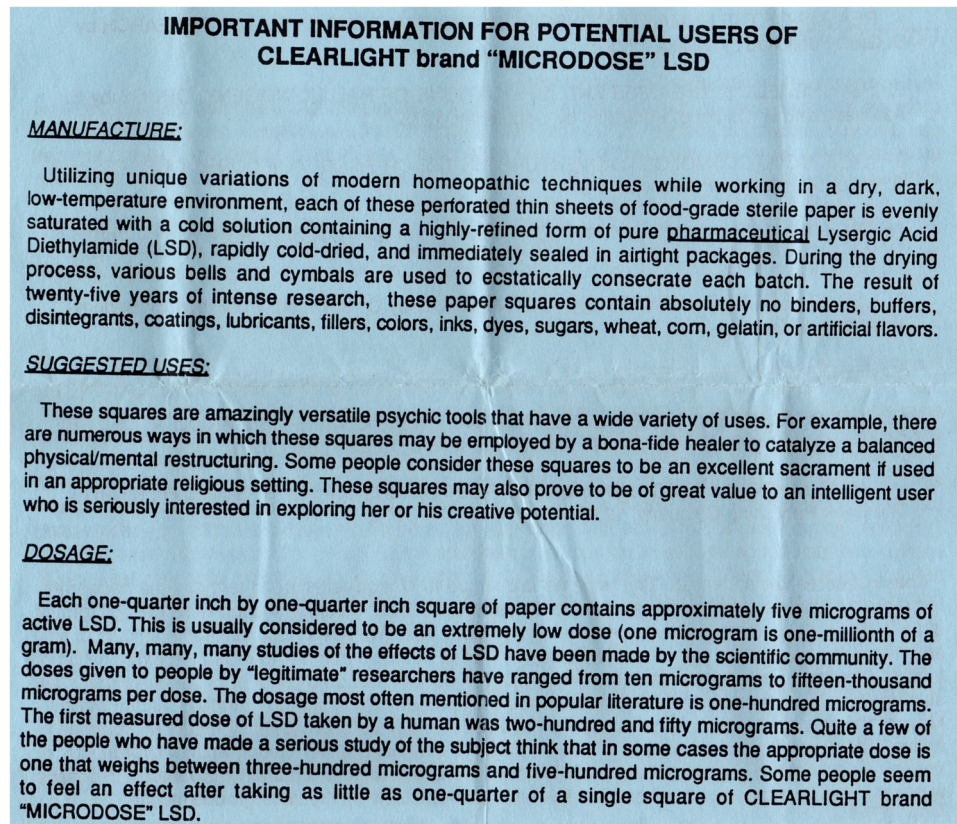 IMPORTANT INFORMATION FOR POTENTIAL USERS OF
CLEARLIGHT brand “MICRODOSE” LSD
MANUFACTURE:
Utilizing unique variations of modern homeopathic techniques while working in a dry, dark,
low-temperature environment, each of these perforated thin sheets of food-grade sterile paper is evenly
saturated with a cold solution containing a highly-refined form of pure pharmaceutical Lysergic Acid
Diethylamide (LSD), rapidly cold-dried, and immediately sealed in airtight packages. During the drying
process, various bells and cymbals are used to ecstatically consecrate each batch. The result of
twenty-five years of intense research, these paper squares contain absolutely no binders, buffers,
disintegrants, coatings, lubricants, fillers, colors, inks, dyes, sugars, wheat, corn, gelatin, or artificial flavors.
SUGGESTED USES:
These squares are amazingly versatile psychic tools that have a wide variety of uses. For example, there
are numerous ways in which these squares may be employed by a bona-fide healer to catalyze a balanced
physical/mental restructuring. Some people consider these squares to be an excellent sacrament if used
in an appropriate religious setting. These squares may also prove to be of great value to an intelligent user
who is seriously interested in exploring her or his creative potential.
DOSAGE:
Each one-quarter inch by one-quarter inch square of paper contains approximately five micrograms of
active LSD. This is usually considered to be an extremely low dose (one microgram is one-millionth of a
gram). Many, many, many studies of the effects of LSD have been made by the scientific community. The
doses given to people by “legitimate” researchers have ranged from ten micrograms to fifteen-thousand
micrograms per dose. The dosage most often mentioned in popular literature is one-hundred micrograms.
The first measured dose of LSD taken by a human was two-hundred and fifty micrograms. Quite a few of
the people who have made a serious study of the subject think that in some cases the appropriate dose is
one that weighs between three-hundred micrograms and five-hundred micrograms. Some people seem
to feel an effect after taking as little as one-quarter of a single square of CLEARLIGHT brand
“MICRODOSE” LSD.